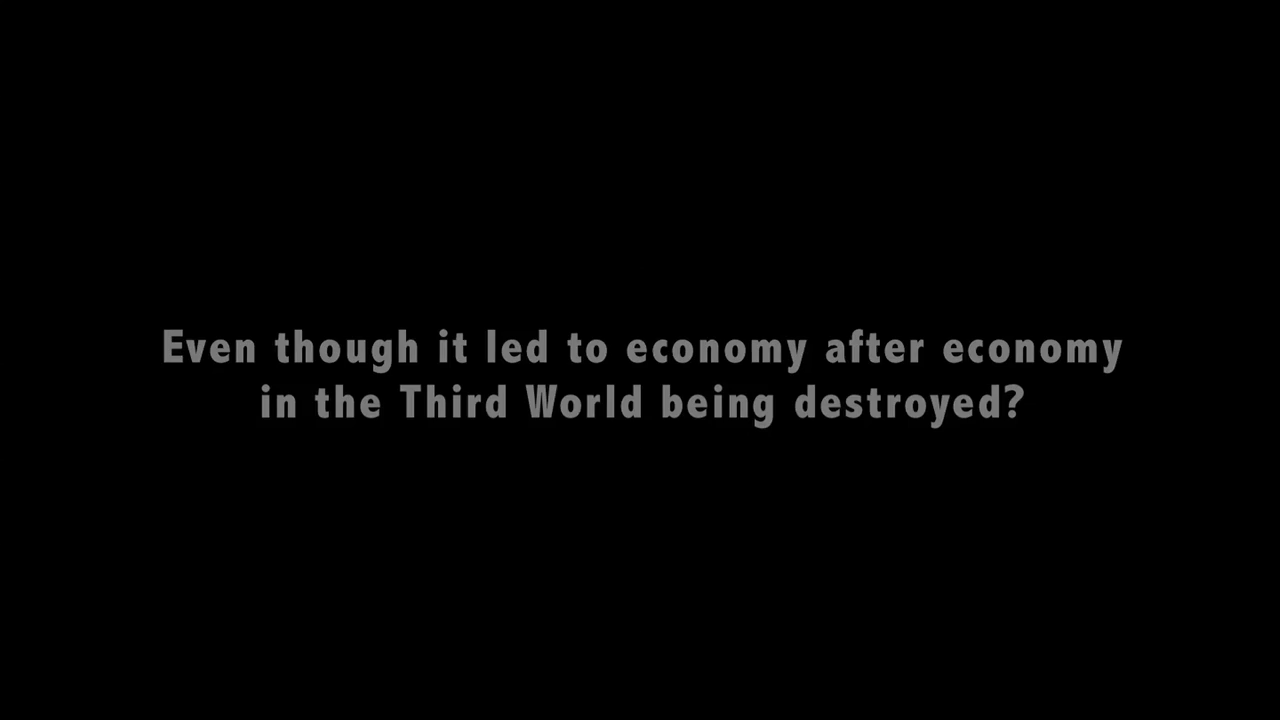 Even though it led to economy after economy
in the Third World being destroyed?